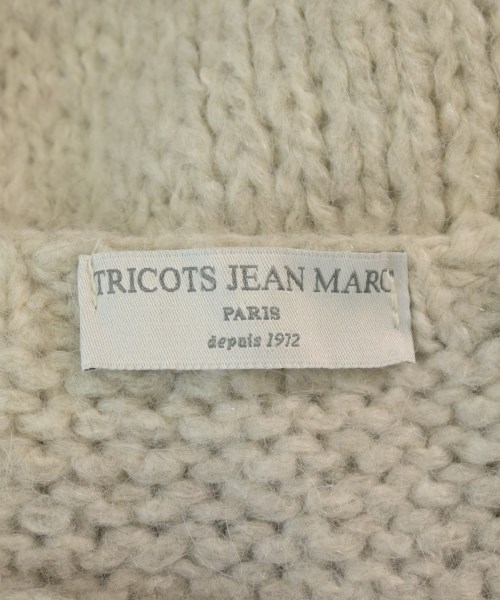 TRICOTS JEAN MARC
PARIS
depuis 1972